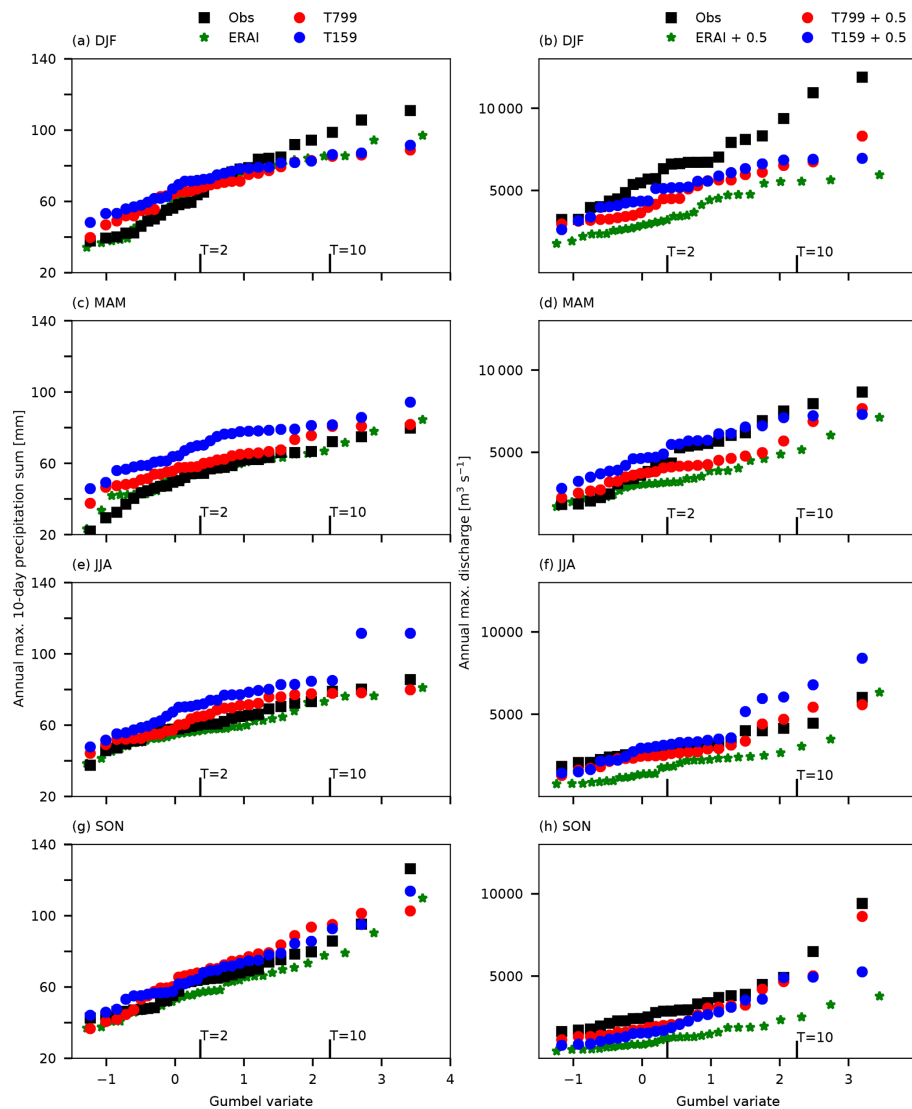 Obs T799
ERAI T159
Obs T799 + 0.5
ERAI + 0.5 T159 + 0.5
(a) DJF
140
100
60
20
T=2
T=10
(b) DJF
10 000
5000
T=2
T=10
(c) MAM
140
100
60
20
T=2
T=10
(d) MAM
10 000
5000
T=2
T=10
Annual max. 10-day precipitation sum [mm]
Annual max. discharge [m³ s⁻¹]
(e) JJA
140
100
60
20
T=2
T=10
(f) JJA
10000
5000
T=10
(g) SON
140
100
60
20
T=2
T=10
−1 0 1 2 3 4
Gumbel variate
(h) SON
10000
5000
T=10
−1 0 1 2 3
Gumbel variate